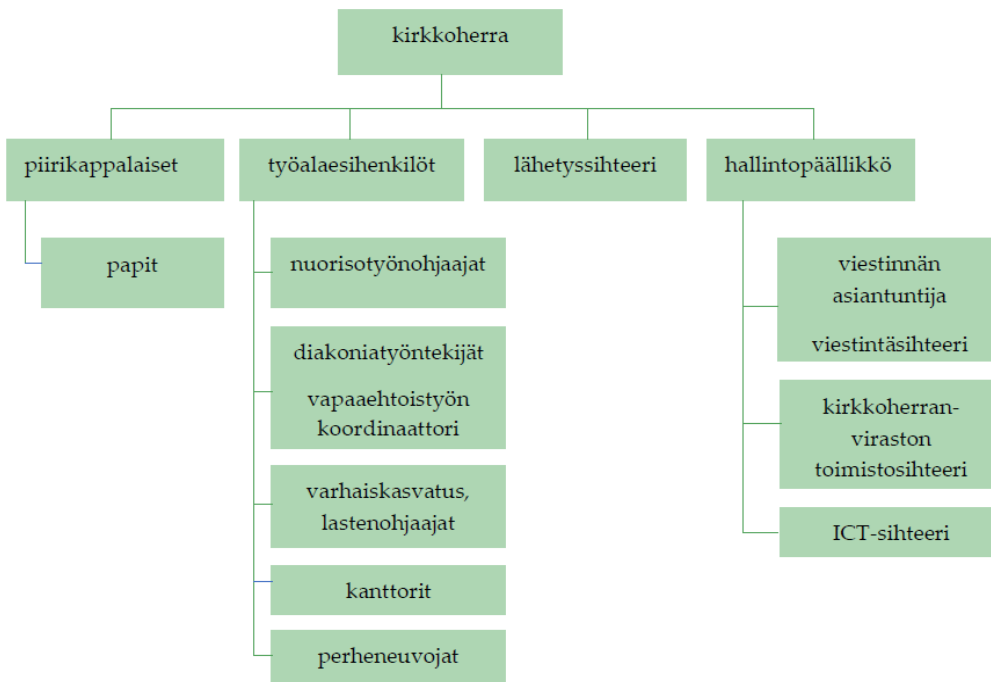 kirkkoherra
piirikappalaiset
työalaesihenkilöt
lähetyssihteeri
hallintopäällikkö
papit
nuorisotyönohjaajat
diakoniatyöntekijät
vapaaehtoistyön
koordinaattori
varhaiskasvatus,
lastenohjaajat
kanttorit
perheneuvojat
viestinnän
asiantuntija
viestintäsihteeri
kirkkoherran-
viraston
toimistosihteeri
ICT-sihteeri